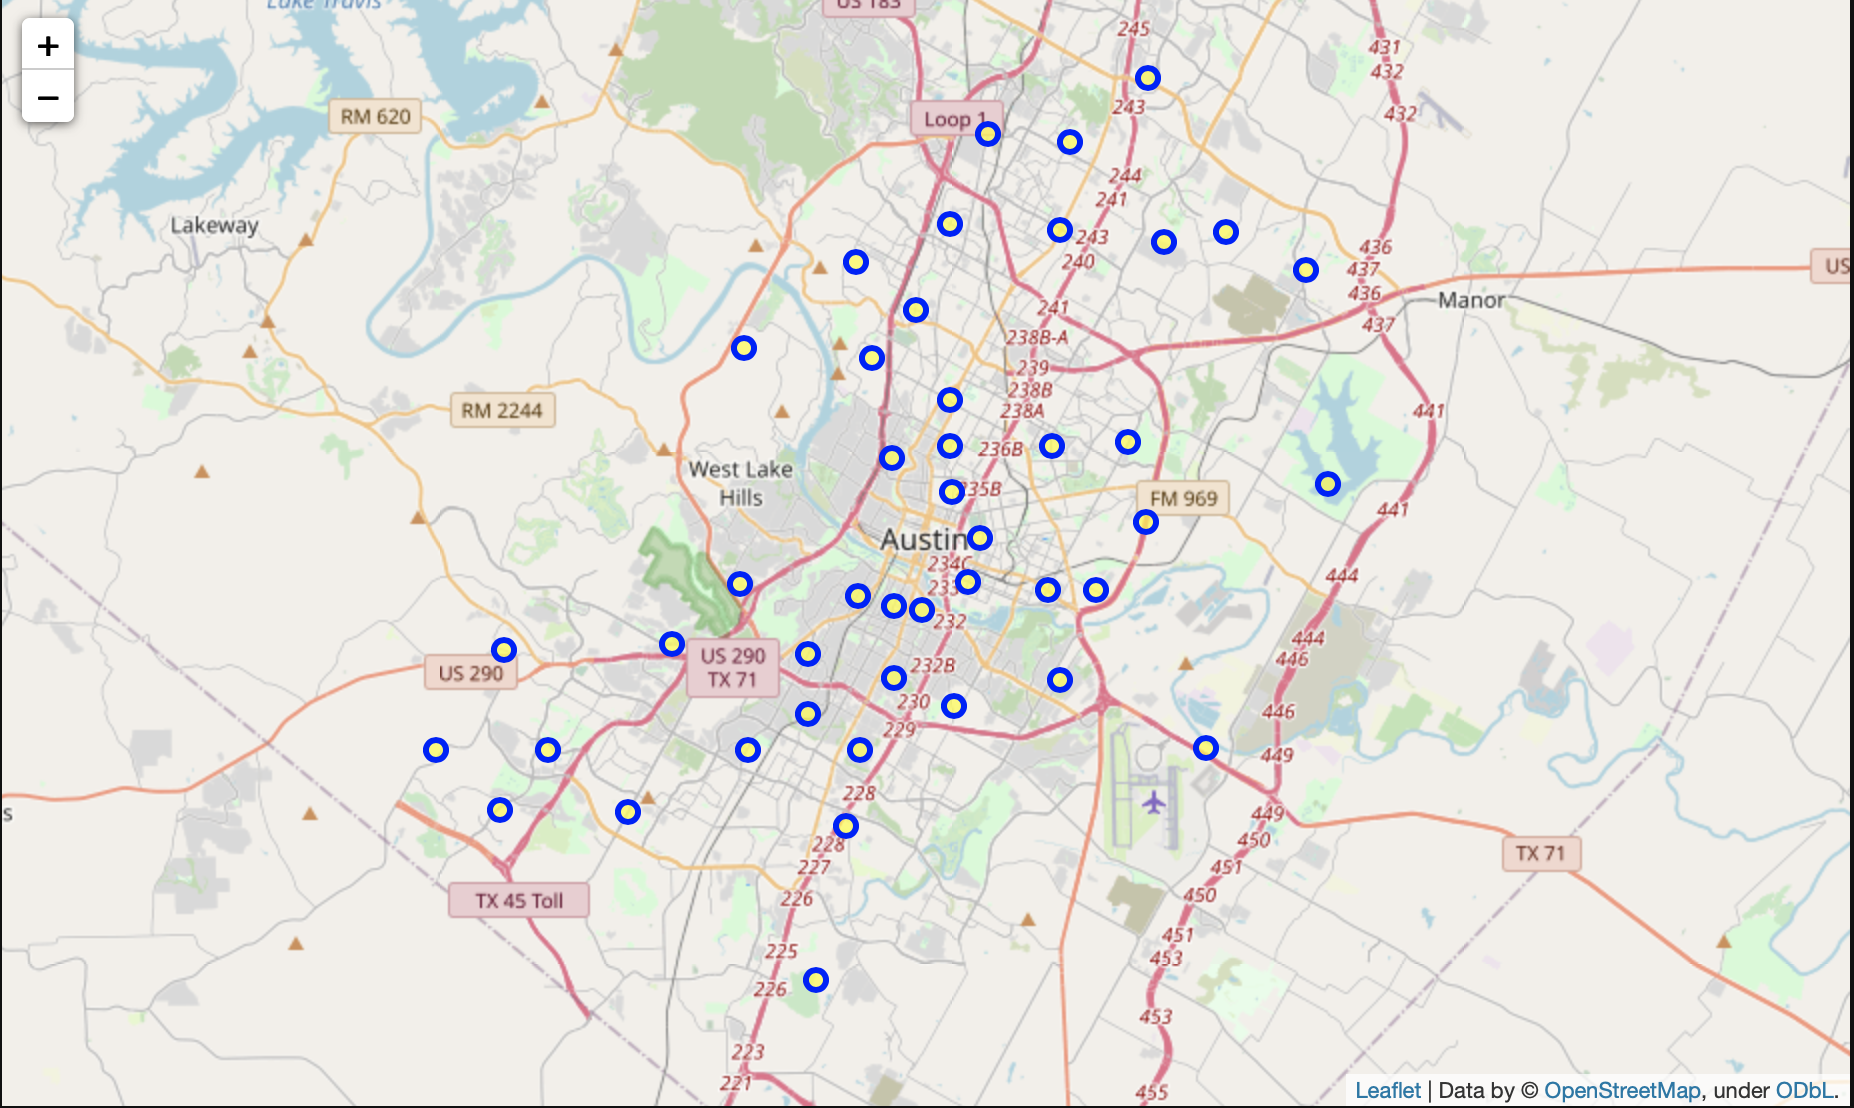 Lake Travis
US 183
+
−
245
431
432
243
432
RM 620
Loop 1
244
241
Lakeway
243
240
436
437
436
437
US
Manor
241
238B-A
239
238B
238A
RM 2244
441
236B
West Lake
Hills
235B
FM 969
441
Austin
234C
233
444
232
444
446
US 290
TX 71
US 290
232B
230
229
446
449
228
449
450
s
228
227
451
TX 71
226
450
TX 45 Toll
451
225
453
226
453
223
221
455
Leaflet | Data by © OpenStreetMap, under ODbL.